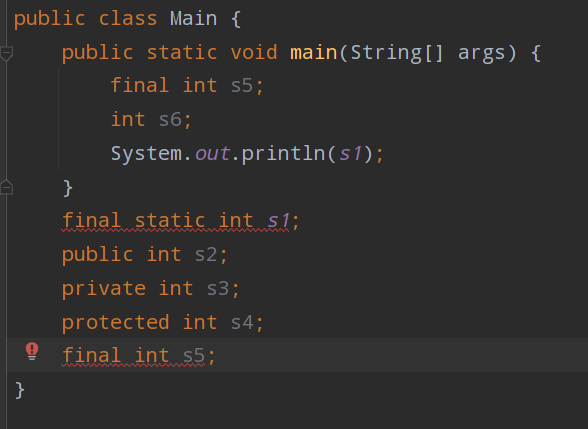 public class Main {
public static void main(String[] args) {
final int s5;
int s6;
System.out.println(s1);
}
final static int s1;
public int s2;
private int s3;
protected int s4;
final int s5;
}